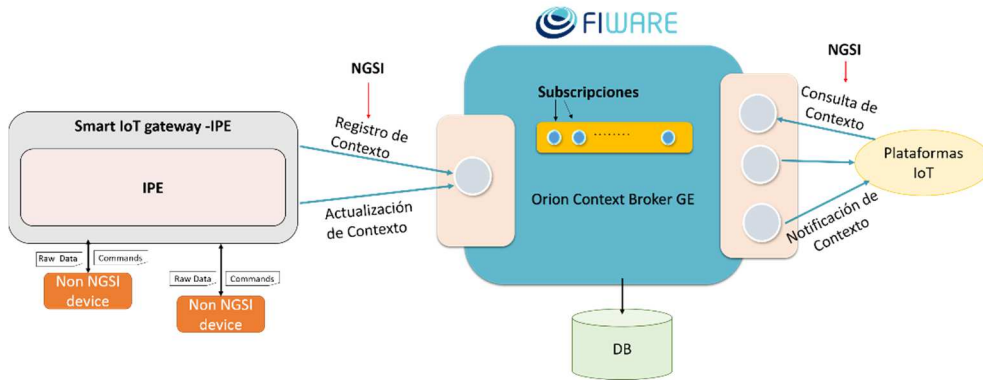 FIWARE
NGSI
NGSI
Smart IoT gateway -IPE
IPE
Registro de
Contexto
Actualización
de Contexto
Subscripciones
........
Orion Context Broker GE
Consulta de
Contexto
Plataformas
IoT
Notificación de
Contexto
Raw Data
Commands
Non NGSI
device
Raw Data
Commands
Non NGSI
device
DB